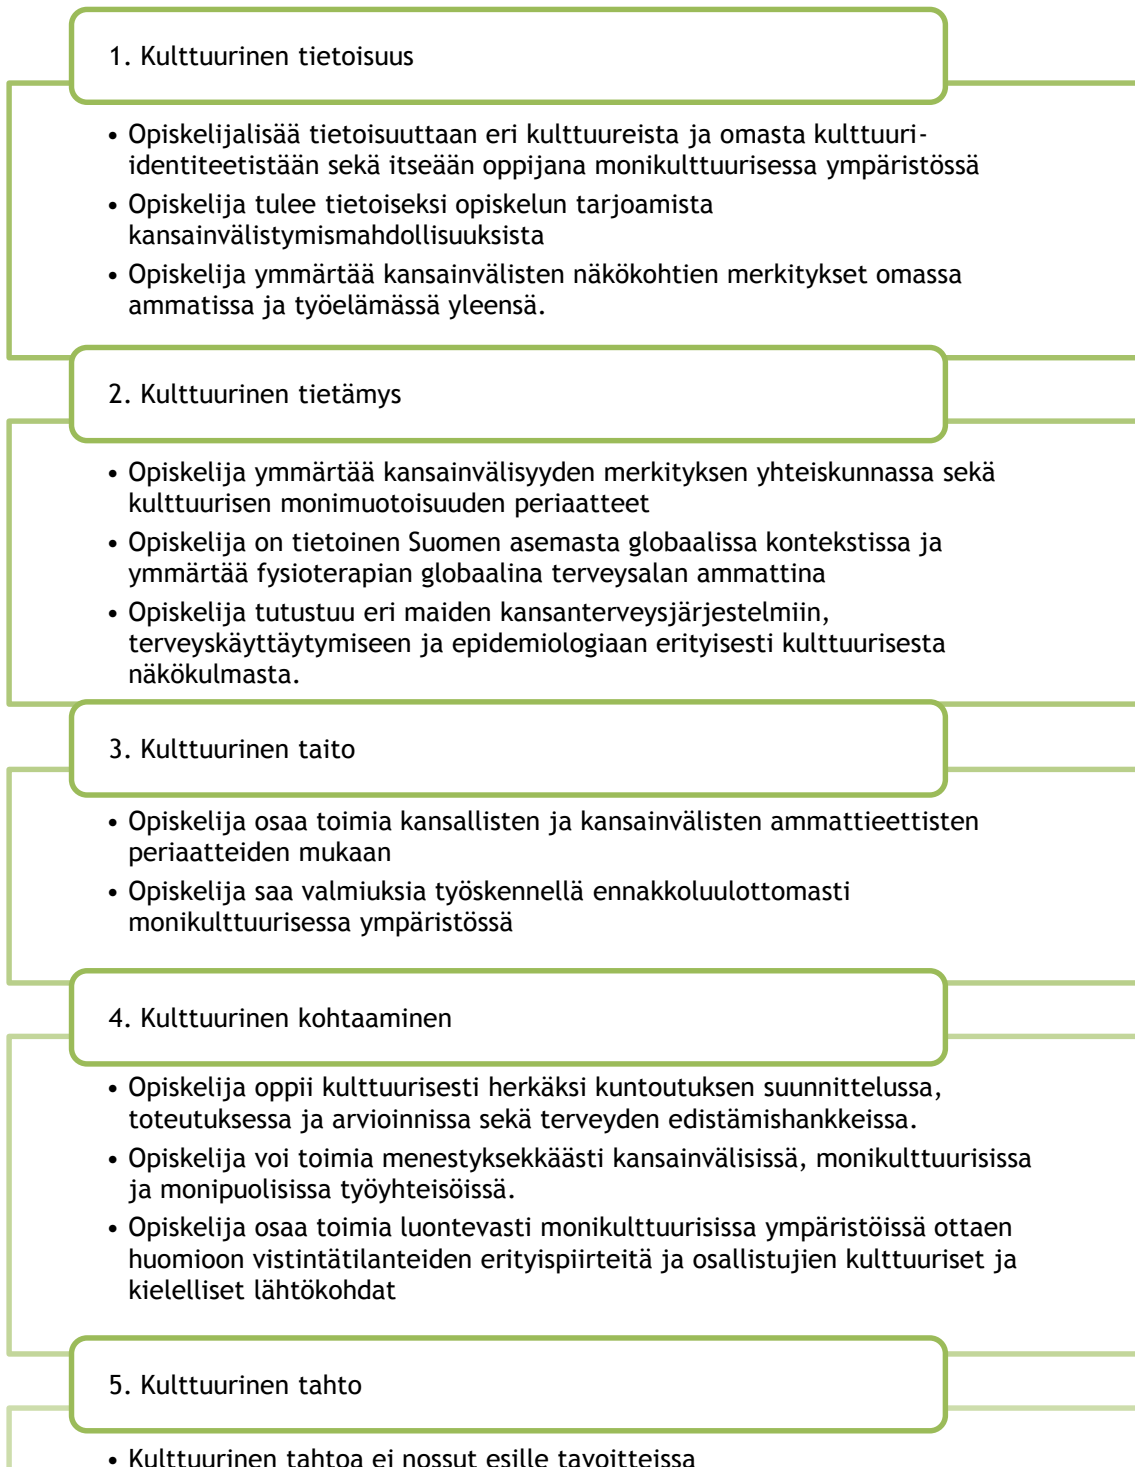 1. Kulttuurinen tietoisuus
• Opiskelijalisää tietoisuuttaan eri kulttuureista ja omasta kulttuuri-
identiteetistään sekä itseään oppijana monikulttuurisessa ympäristössä
• Opiskelija tulee tietoiseksi opiskelun tarjoamista
kansainvälistymismahdollisuuksista
• Opiskelija ymmärtää kansainvälisten näkökohtien merkitykset omassa
ammatissa ja työelämässä yleensä.
2. Kulttuurinen tietämys
• Opiskelija ymmärtää kansainvälisyyden merkityksen yhteiskunnassa sekä
kulttuurisen monimuotoisuuden periaatteet
• Opiskelija on tietoinen Suomen asemasta globaalissa kontekstissa ja
ymmärtää fysioterapian globaalina terveysalan ammattina
• Opiskelija tutustuu eri maiden kansanterveysjärjestelmiin,
terveyskäyttäytymiseen ja epidemiologiaan erityisesti kulttuurisesta
näkökulmasta.
3. Kulttuurinen taito
• Opiskelija osaa toimia kansallisten ja kansainvälisten ammattieettisten
periaatteiden mukaan
• Opiskelija saa valmiuksia työskennellä ennakkoluulottomasti
monikulttuurisessa ympäristössä
4. Kulttuurinen kohtaaminen
• Opiskelija oppii kulttuurisesti herkäksi kuntoutuksen suunnittelussa,
toteutuksessa ja arvioinnissa sekä terveyden edistämishankkeissa.
• Opiskelija voi toimia menestyksekkäästi kansainvälisissä, monikulttuurisissa
ja monipuolisissa työyhteisöissä.
• Opiskelija osaa toimia luontevasti monikulttuurisissa ympäristöissä ottaen
huomioon vistintätilanteiden erityispiirteitä ja osallistujien kulttuuriset ja
kielelliset lähtökohdat
5. Kulttuurinen tahto
• Kulttuurinen tahtoa ei nossut esille tavoitteissa